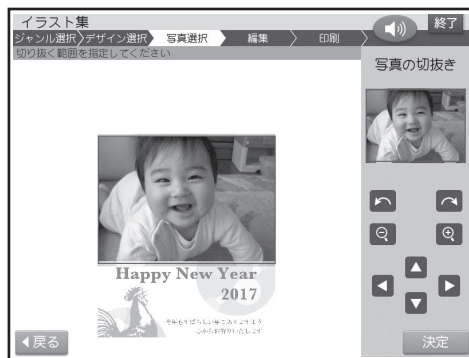 イラスト集
終了
ジャンル選択 デザイン選択 写真選択 編集 印刷
切り抜く範囲を指定してください
写真の切抜き
Happy New Year
2017
戻る
決定